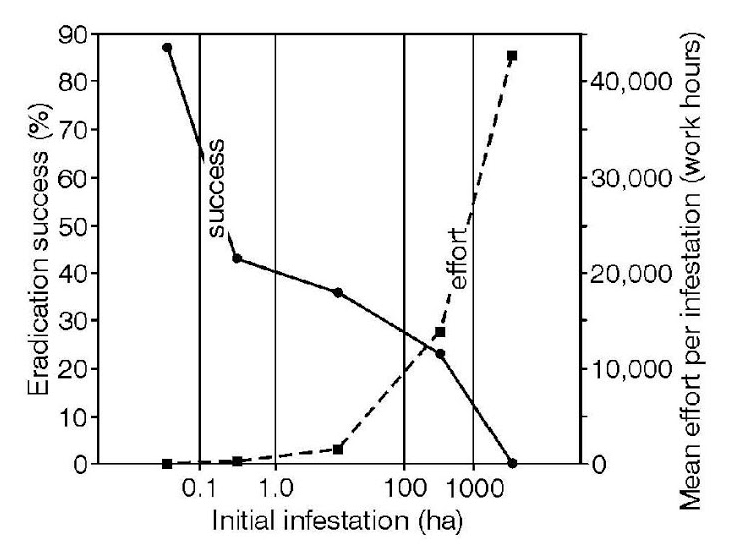 90
80
70
60
50
40
30
20
10
0
Eradication success (%)
success
effort
40,000
30,000
20,000
10,000
0
Mean effort per infestation (work hours)
0.1 1.0 100 1000
Initial infestation (ha)